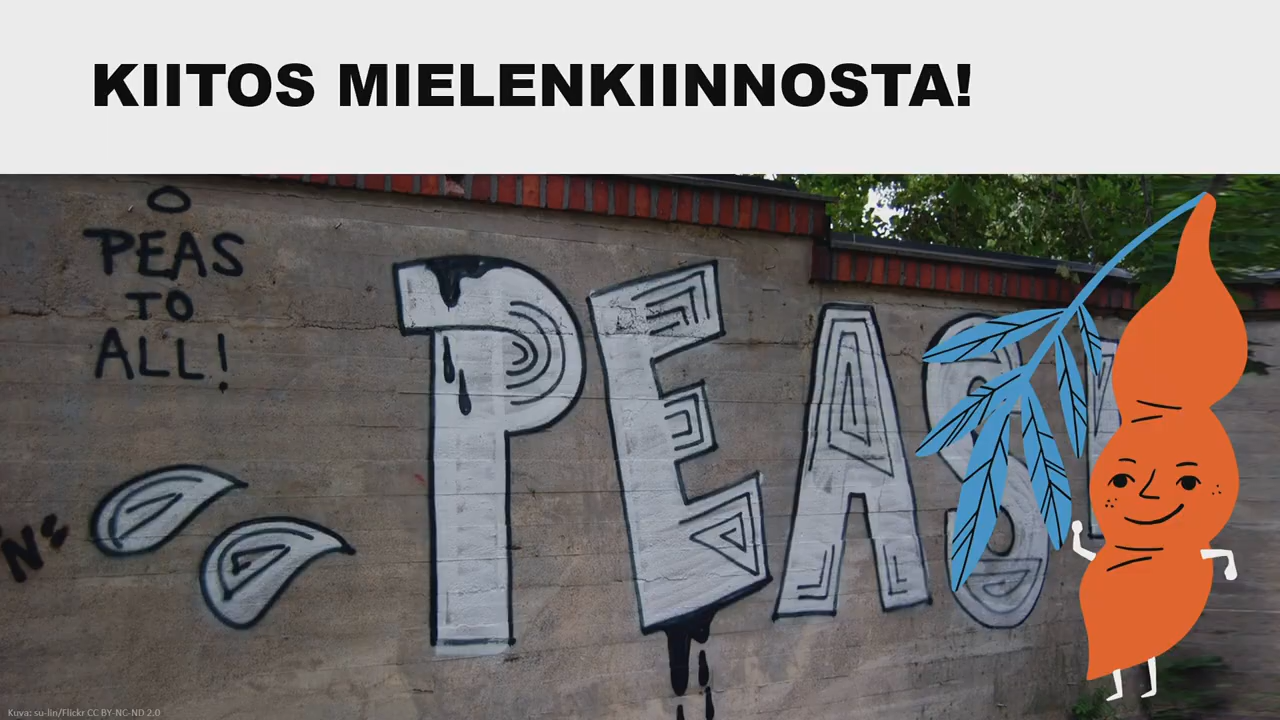 KIITOS MIELENKIINNOSTA!
O
PEAS
TO
ALL!
PEAS
Kuva: su-lin/Flickr CC BY-NC-ND 2.0